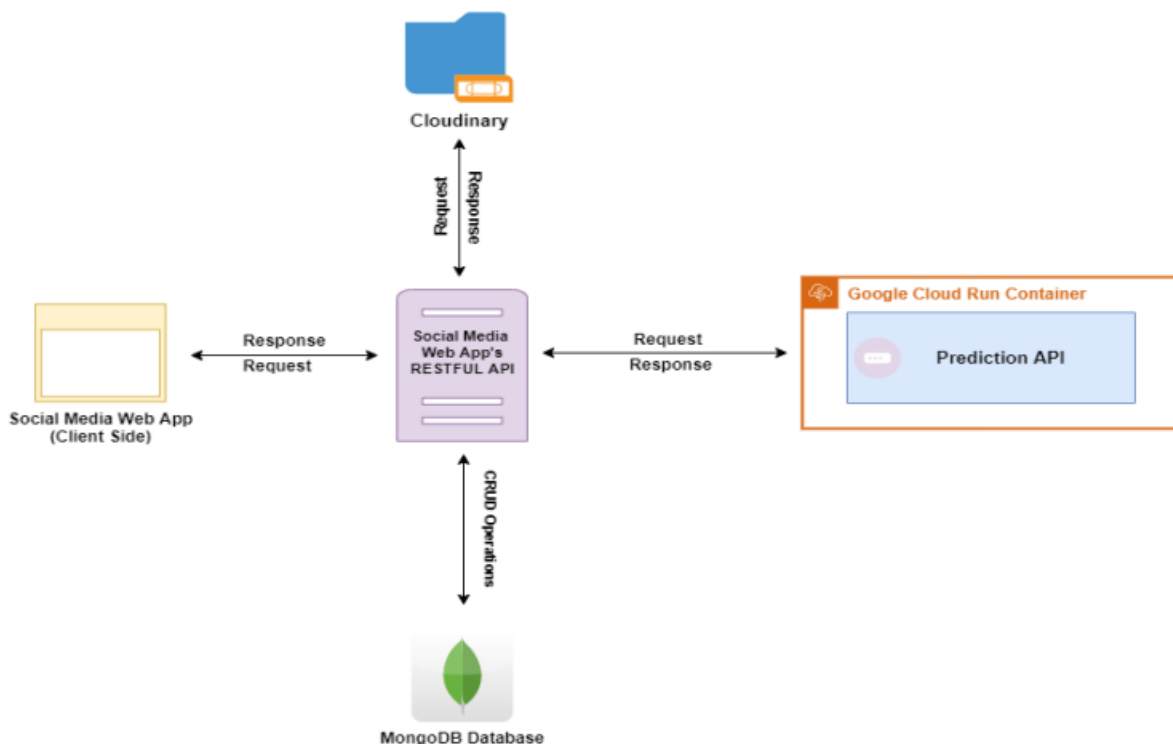 Cloudinary
Request
Response
Google Cloud Run Container
Social Media
Web App's
RESTFUL API
Response
Request
Request
Response
Prediction API
Social Media Web App
(Client Side)
CRUD Operations
MongoDB Database